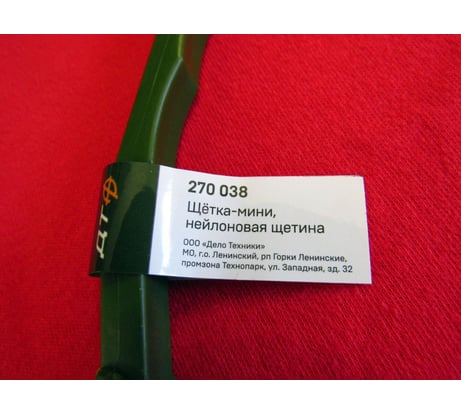 270 038
Щётка-мини,
нейлоновая щетина
ООО «Дело Техники»
МО, г.о. Ленинский, рп Горки Ленинские,
промзона Технопарк, ул. Западная, зд. 32
ДТ